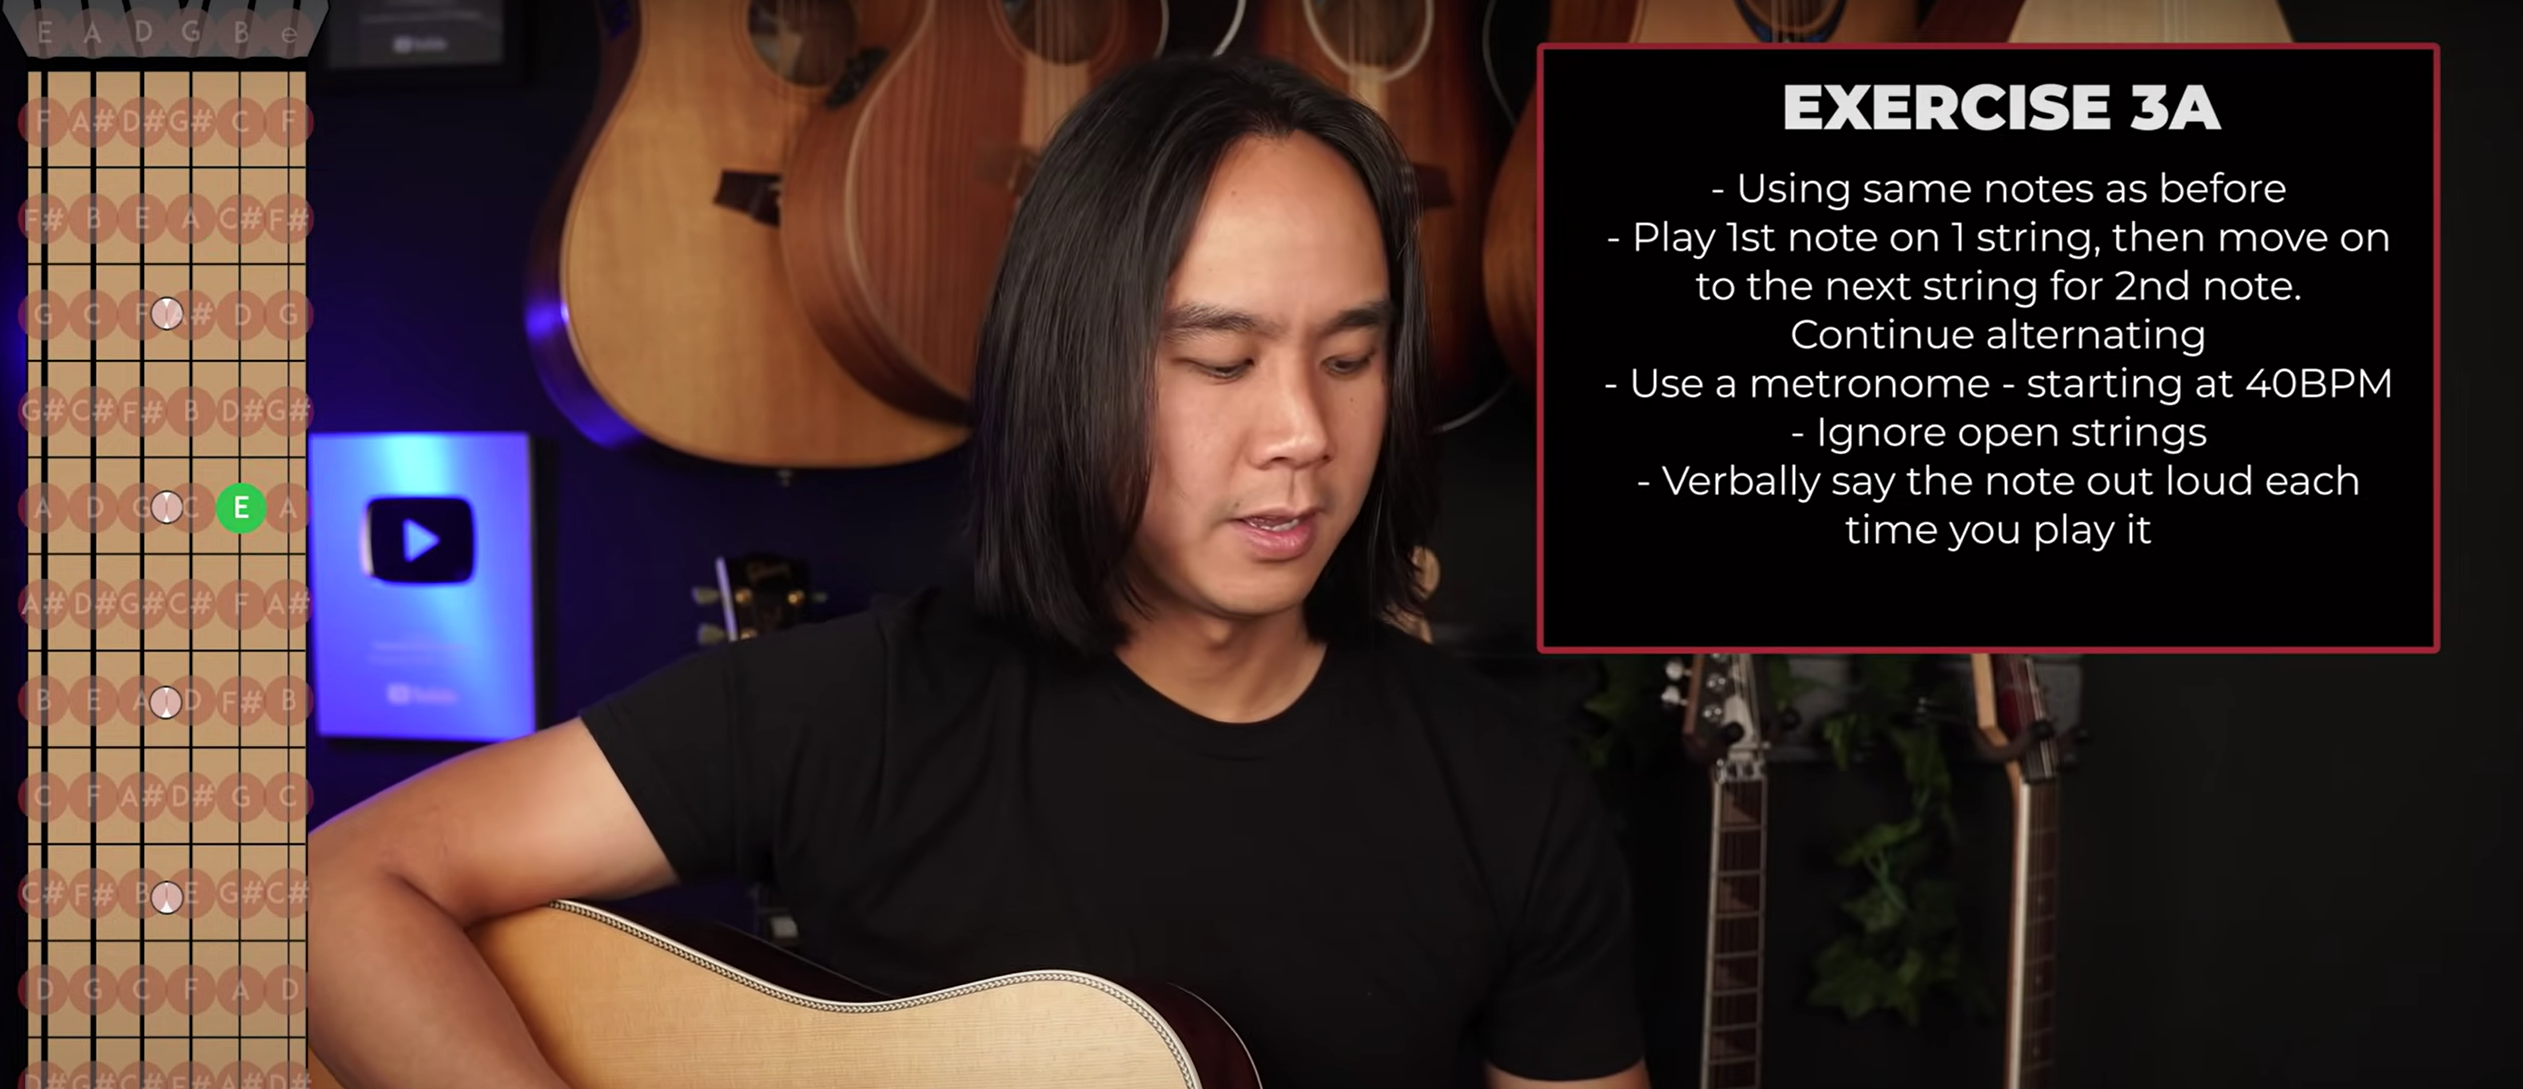 E A D G B e
F A# D# G# C F
F# B E A C# F#
G C F A# D G
G# C# F# B D# G#
A D G C E A
A# D# G# C# F A#
B E A D F# B
C F A# D# G C
C# F# B E G# C#
D G C F A D
D# G# C# F# A# D#
Gibson
EXERCISE 3A
- Using same notes as before
- Play 1st note on 1 string, then move on
to the next string for 2nd note.
Continue alternating
- Use a metronome - starting at 40BPM
- Ignore open strings
- Verbally say the note out loud each
time you play it